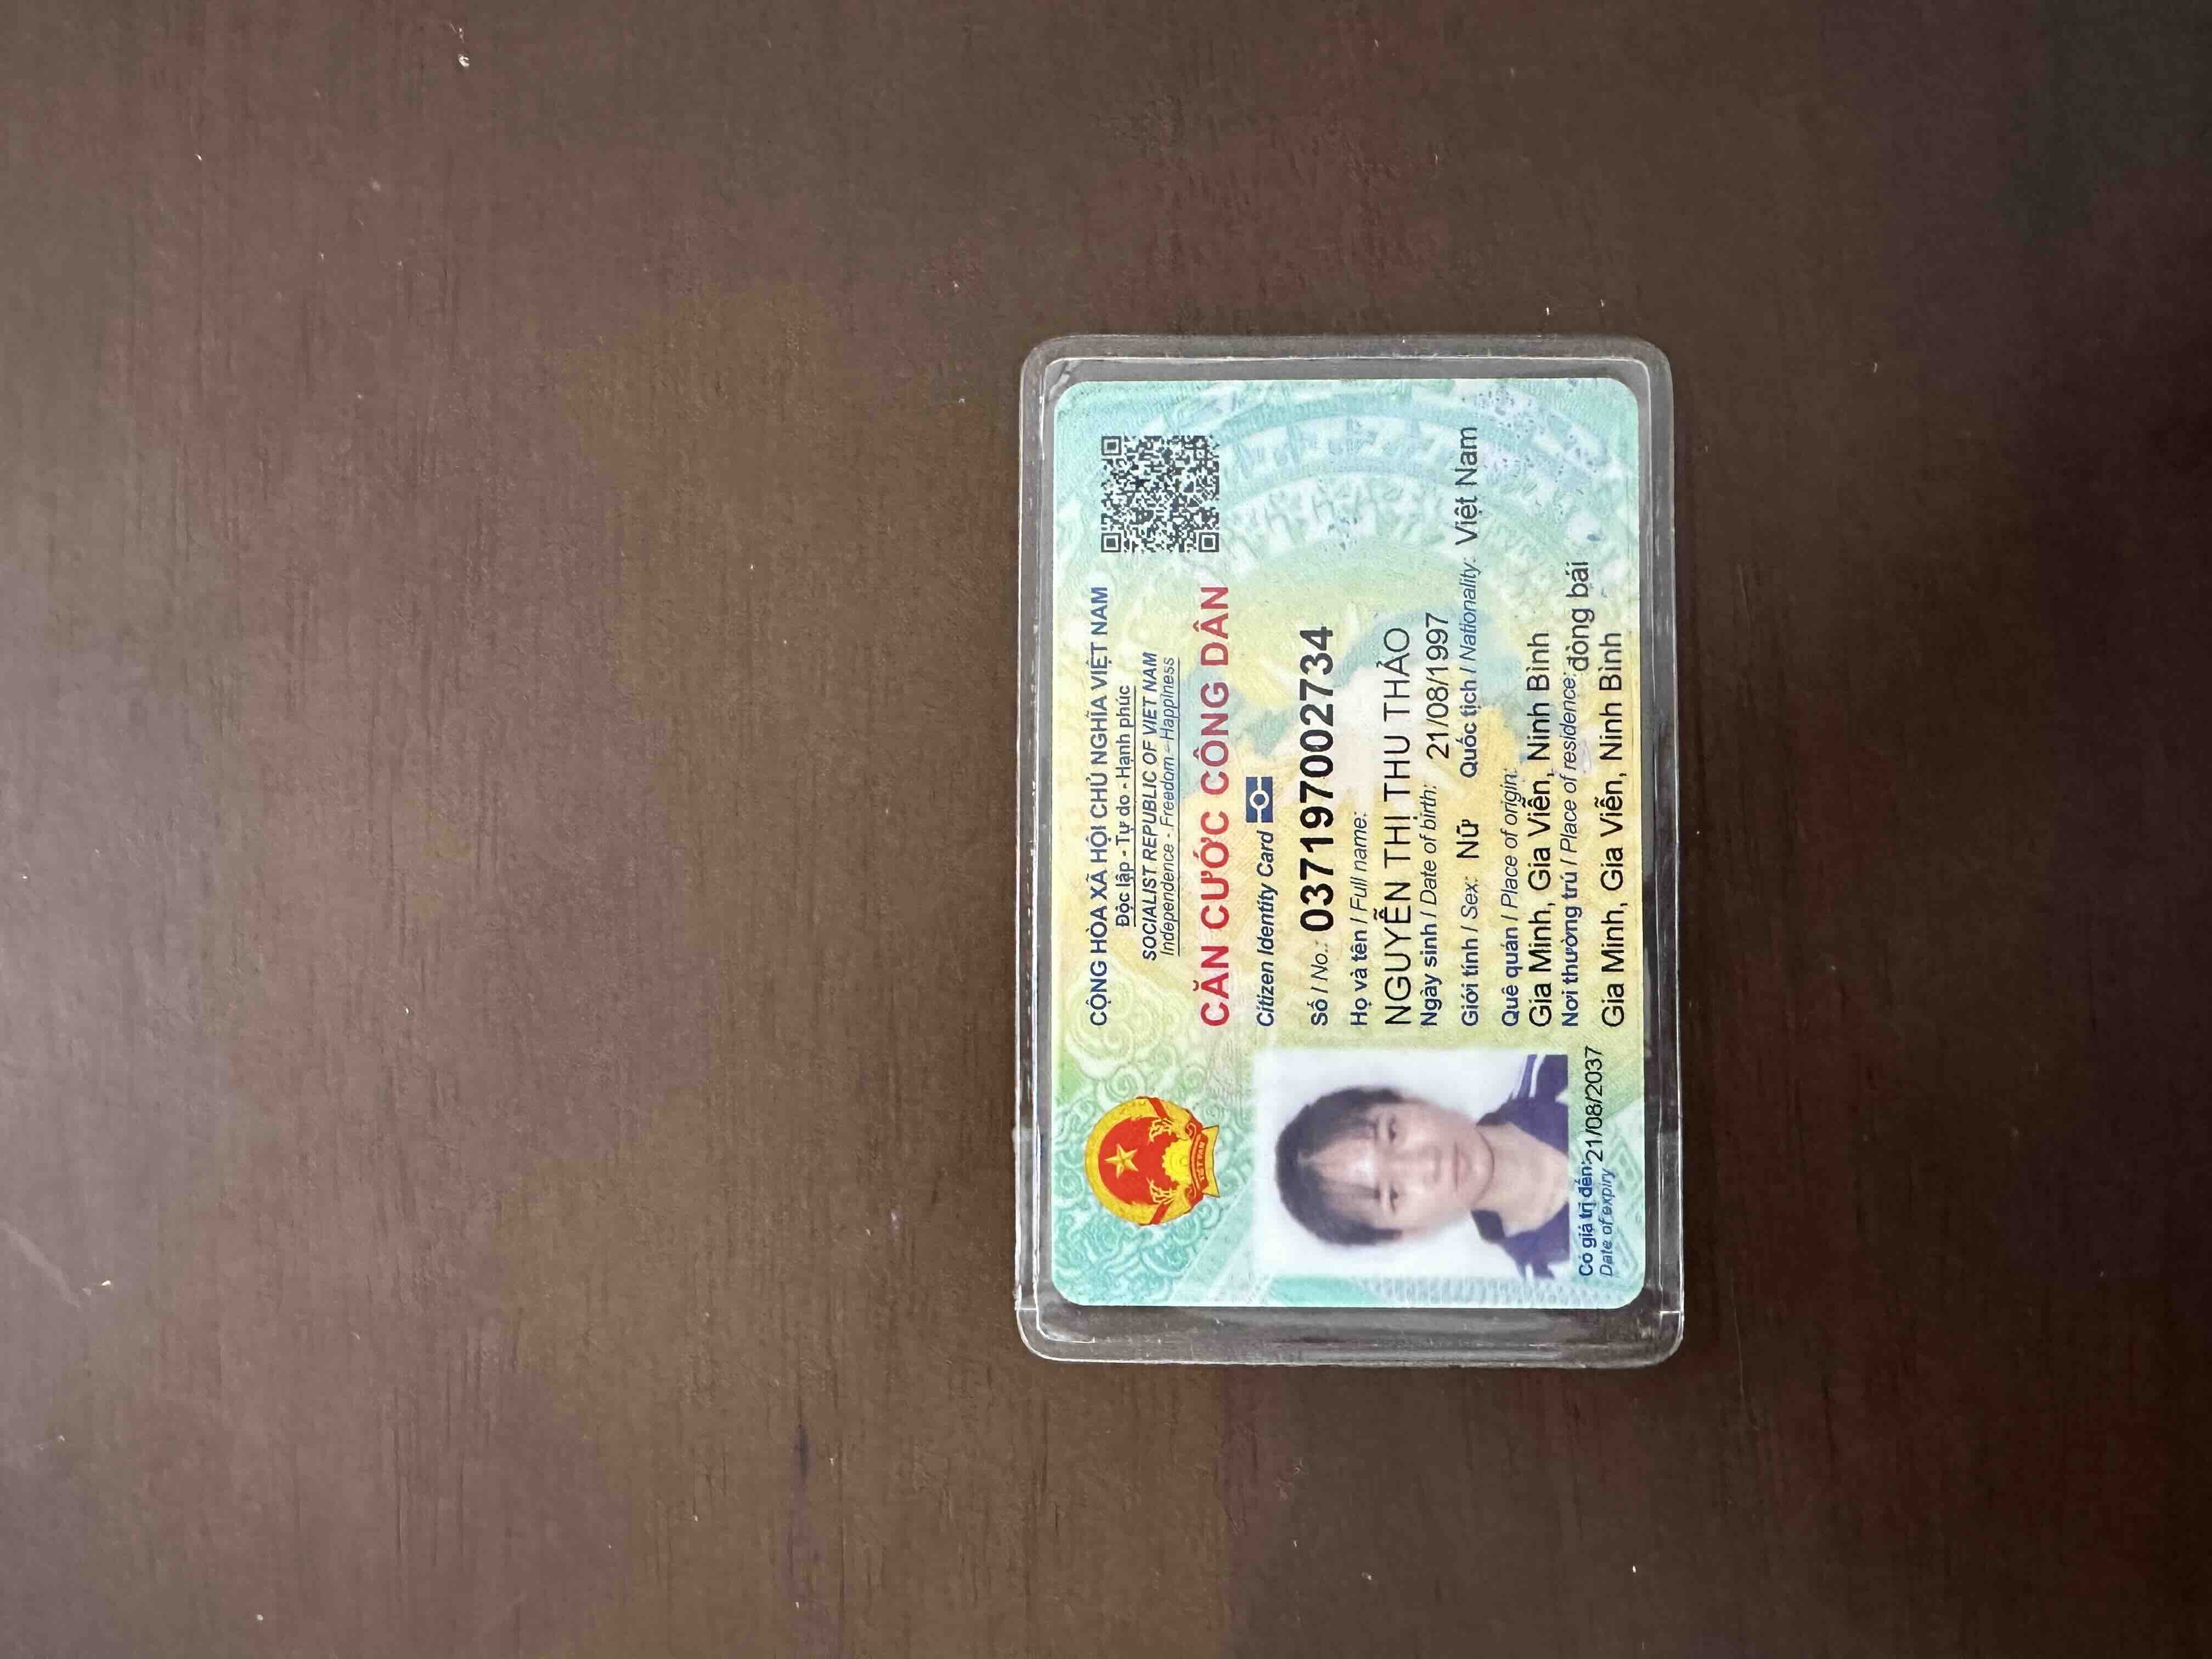 CỘNG HÒA XÃ HỘI CHỦ NGHĨA VIỆT NAM
Độc lập - Tự do - Hạnh phúc
SOCIALIST REPUBLIC OF VIET NAM
Independence - Freedom - Happiness
CĂN CƯỚC CÔNG DÂN
Citizen Identity Card
Số / No.: 037197002734
Họ và tên / Full name:
NGUYỄN THỊ THU THẢO
Ngày sinh / Date of birth: 21/08/1997
Giới tính / Sex: Nữ Quốc tịch / Nationality: Việt Nam
Quê quán / Place of origin:
Gia Minh, Gia Viễn, Ninh Bình
Nơi thường trú / Place of residence: đòng bái
Gia Minh, Gia Viễn, Ninh Bình
Có giá trị đến: 21/08/2037
Date of expiry